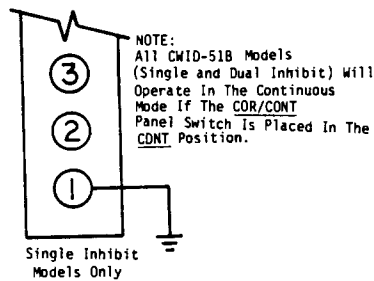 NOTE:
All CWID-51B Models
(Single and Dual Inhibit) Will
Operate In The Continuous
Mode If The COR/CONT
Panel Switch Is Placed In The
CDNT Position.
3
2
1
Single Inhibit
Models Only